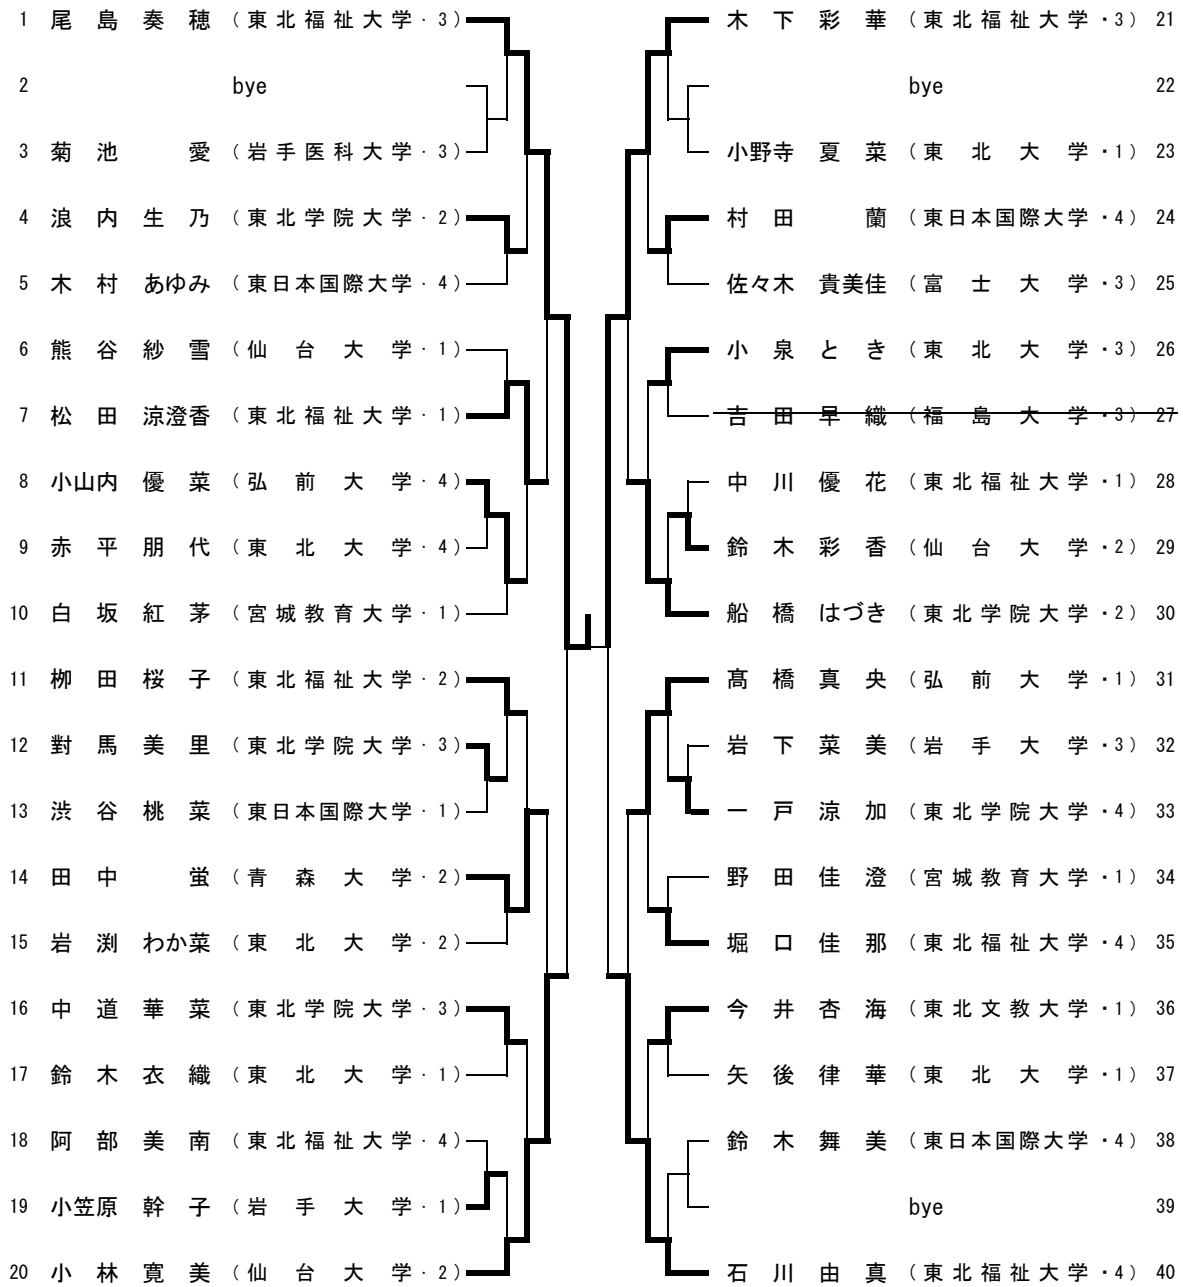 1 尾島奏穂 (東北福祉大学・3)
2 bye
3 菊池 愛 (岩手医科大学・3)
4 浪内生乃 (東北学院大学・2)
5 木村あゆみ (東日本国際大学・4)
6 熊谷紗雪 (仙台大学・1)
7 松田涼澄香 (東北福祉大学・1)
8 小山内優菜 (弘前大学・4)
9 赤平朋代 (東北大学・4)
10 白坂紅茅 (宮城教育大学・1)
11 栁田桜子 (東北福祉大学・2)
12 對馬美里 (東北学院大学・3)
13 渋谷桃菜 (東日本国際大学・1)
14 田中 蛍 (青森大学・2)
15 岩渕わか菜 (東北大学・2)
16 中道華菜 (東北学院大学・3)
17 鈴木衣織 (東北大学・1)
18 阿部美南 (東北福祉大学・4)
19 小笠原幹子 (岩手大学・1)
20 小林寛美 (仙台大学・2)
木下彩華 (東北福祉大学・3) 21
bye 22
小野寺夏菜 (東北大学・1) 23
村田 蘭 (東日本国際大学・4) 24
佐々木貴美佳 (富士大学・3) 25
小泉とき (東北大学・3) 26
吉田早織 (福島大学・3) 27
中川優花 (東北福祉大学・1) 28
鈴木彩香 (仙台大学・2) 29
船橋はづき (東北学院大学・2) 30
髙橋真央 (弘前大学・1) 31
岩下菜美 (岩手大学・3) 32
一戸涼加 (東北学院大学・4) 33
野田佳澄 (宮城教育大学・1) 34
堀口佳那 (東北福祉大学・4) 35
今井杏海 (東北文教大学・1) 36
矢後律華 (東北大学・1) 37
鈴木舞美 (東日本国際大学・4) 38
bye 39
石川由真 (東北福祉大学・4) 40